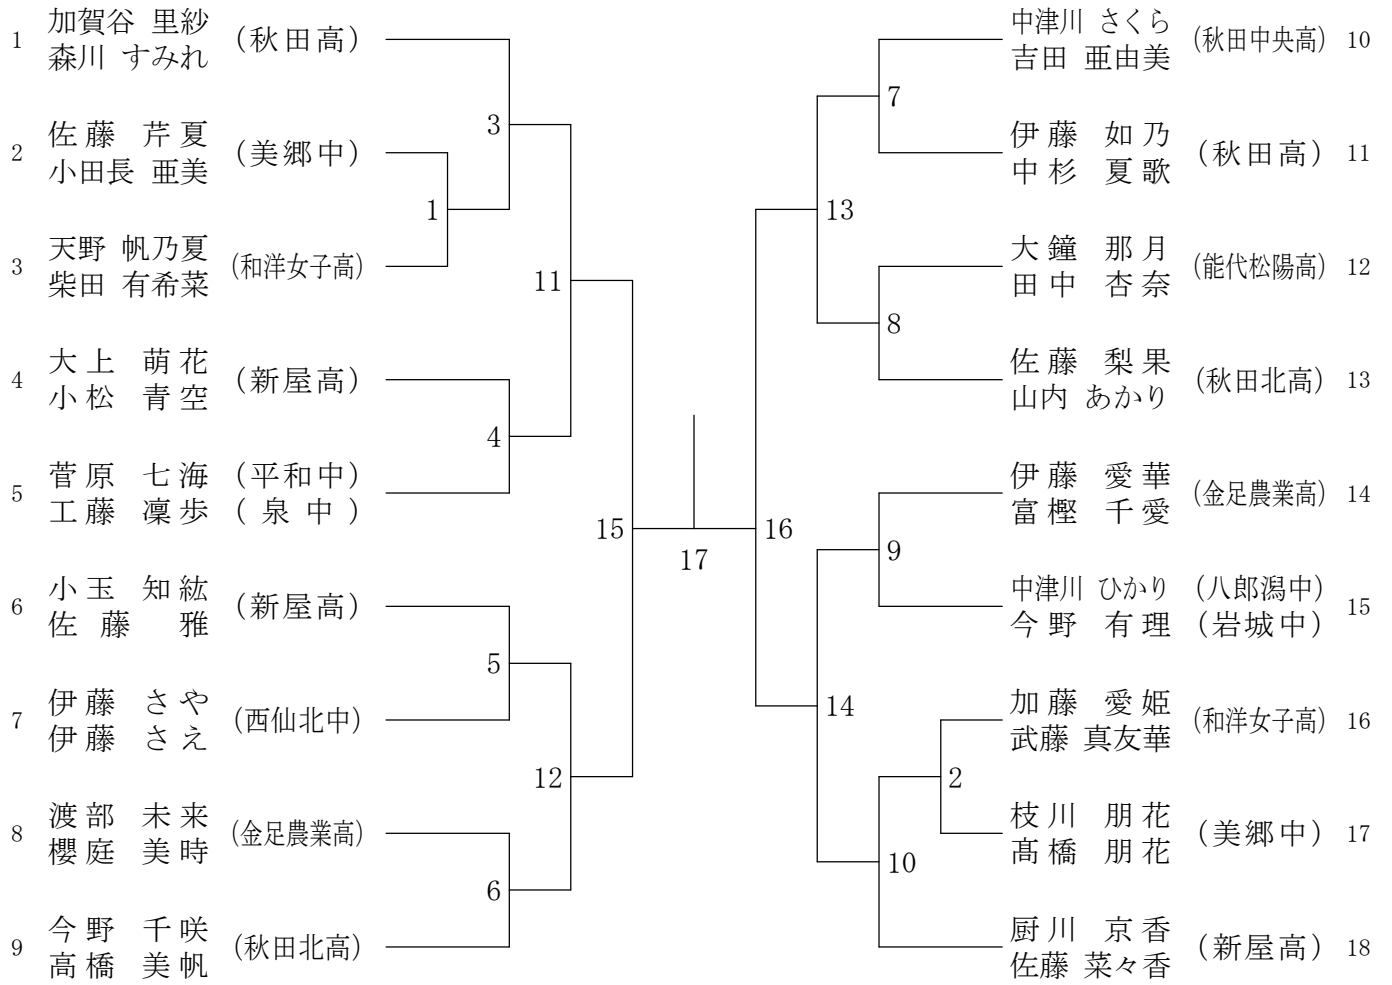 1 加賀谷 里紗 (秋田高)
森川 すみれ
2 佐藤 芹夏 (美郷中)
小田長 亜美
3 天野 帆乃夏 (和洋女子高)
柴田 有希菜
4 大上 萌花 (新屋高)
小松 青空
5 菅原 七海 (平和中)
工藤 凜歩 (泉中)
6 小玉 知紘 (新屋高)
佐藤 雅
7 伊藤 さや (西仙北中)
伊藤 さえ
8 渡部 未来 (金足農業高)
櫻庭 美時
9 今野 千咲 (秋田北高)
高橋 美帆
3
1
11
4
15
5
12
6
17
16
7
13
8
9
14
2
10
中津川 さくら (秋田中央高) 10
吉田 亜由美
伊藤 如乃 (秋田高) 11
中杉 夏歌
大鐘 那月 (能代松陽高) 12
田中 杏奈
佐藤 梨果 (秋田北高) 13
山内 あかり
伊藤 愛華 (金足農業高) 14
富樫 千愛
中津川 ひかり (八郎潟中) 15
今野 有理 (岩城中)
加藤 愛姫 (和洋女子高) 16
武藤 真友華
枝川 朋花 (美郷中) 17
髙橋 朋花
厨川 京香 (新屋高) 18
佐藤 菜々香